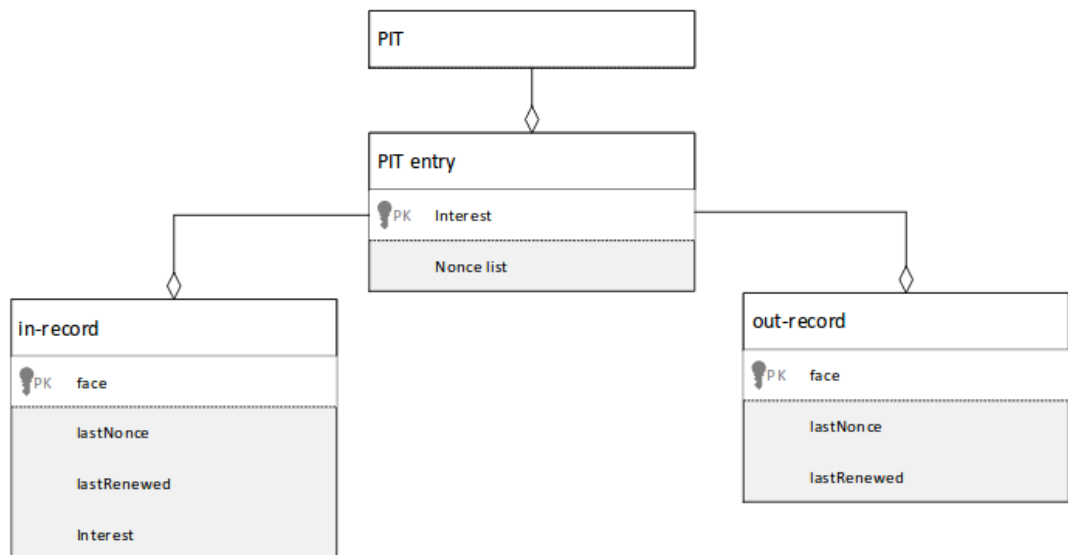 PIT
PIT entry
PK Interest
Nonce list
in-record
PK face
lastNonce
lastRenewed
Interest
out-record
PK face
lastNonce
lastRenewed